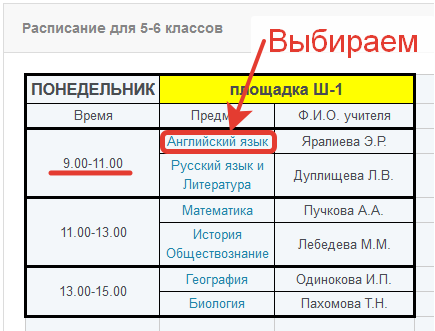 Расписание для 5-6 классов
Выбираем
ПОНЕДЕЛЬНИК площадка Ш-1
Время Предм Ф.И.О. учителя
9.00-11.00
Английский язык Яралиева Э.Р.
Русский язык и
Литература
Дуплищева Л.В.
11.00-13.00
Математика Пучкова А.А.
История
Обществознание
Лебедева М.М.
13.00-15.00
География Одинокова И.П.
Биология Пахомова Т.Н.